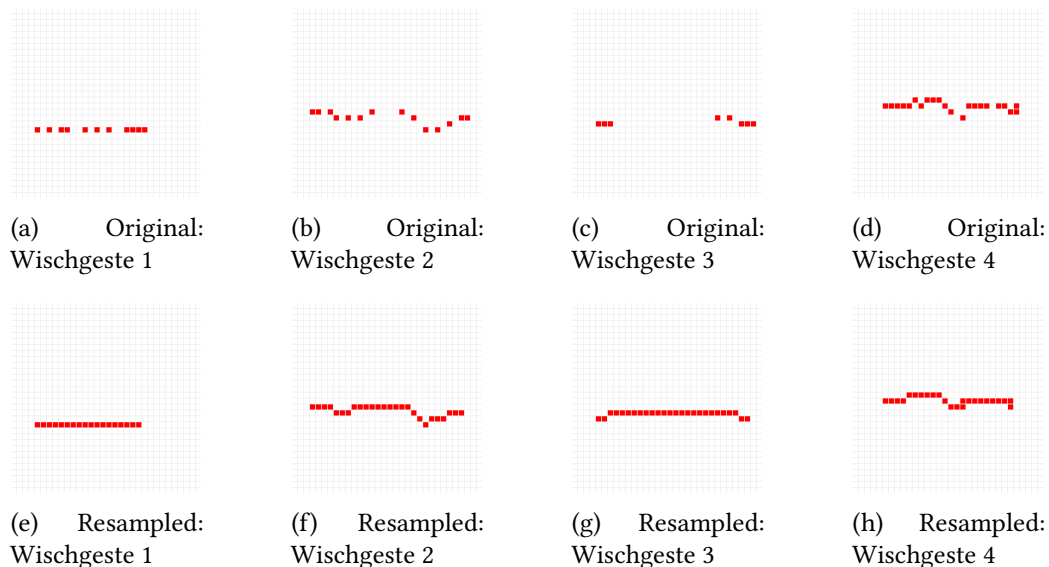 (a) Original: Wischgeste 1
(b) Original: Wischgeste 2
(c) Original: Wischgeste 3
(d) Original: Wischgeste 4
(e) Resampled: Wischgeste 1
(f) Resampled: Wischgeste 2
(g) Resampled: Wischgeste 3
(h) Resampled: Wischgeste 4